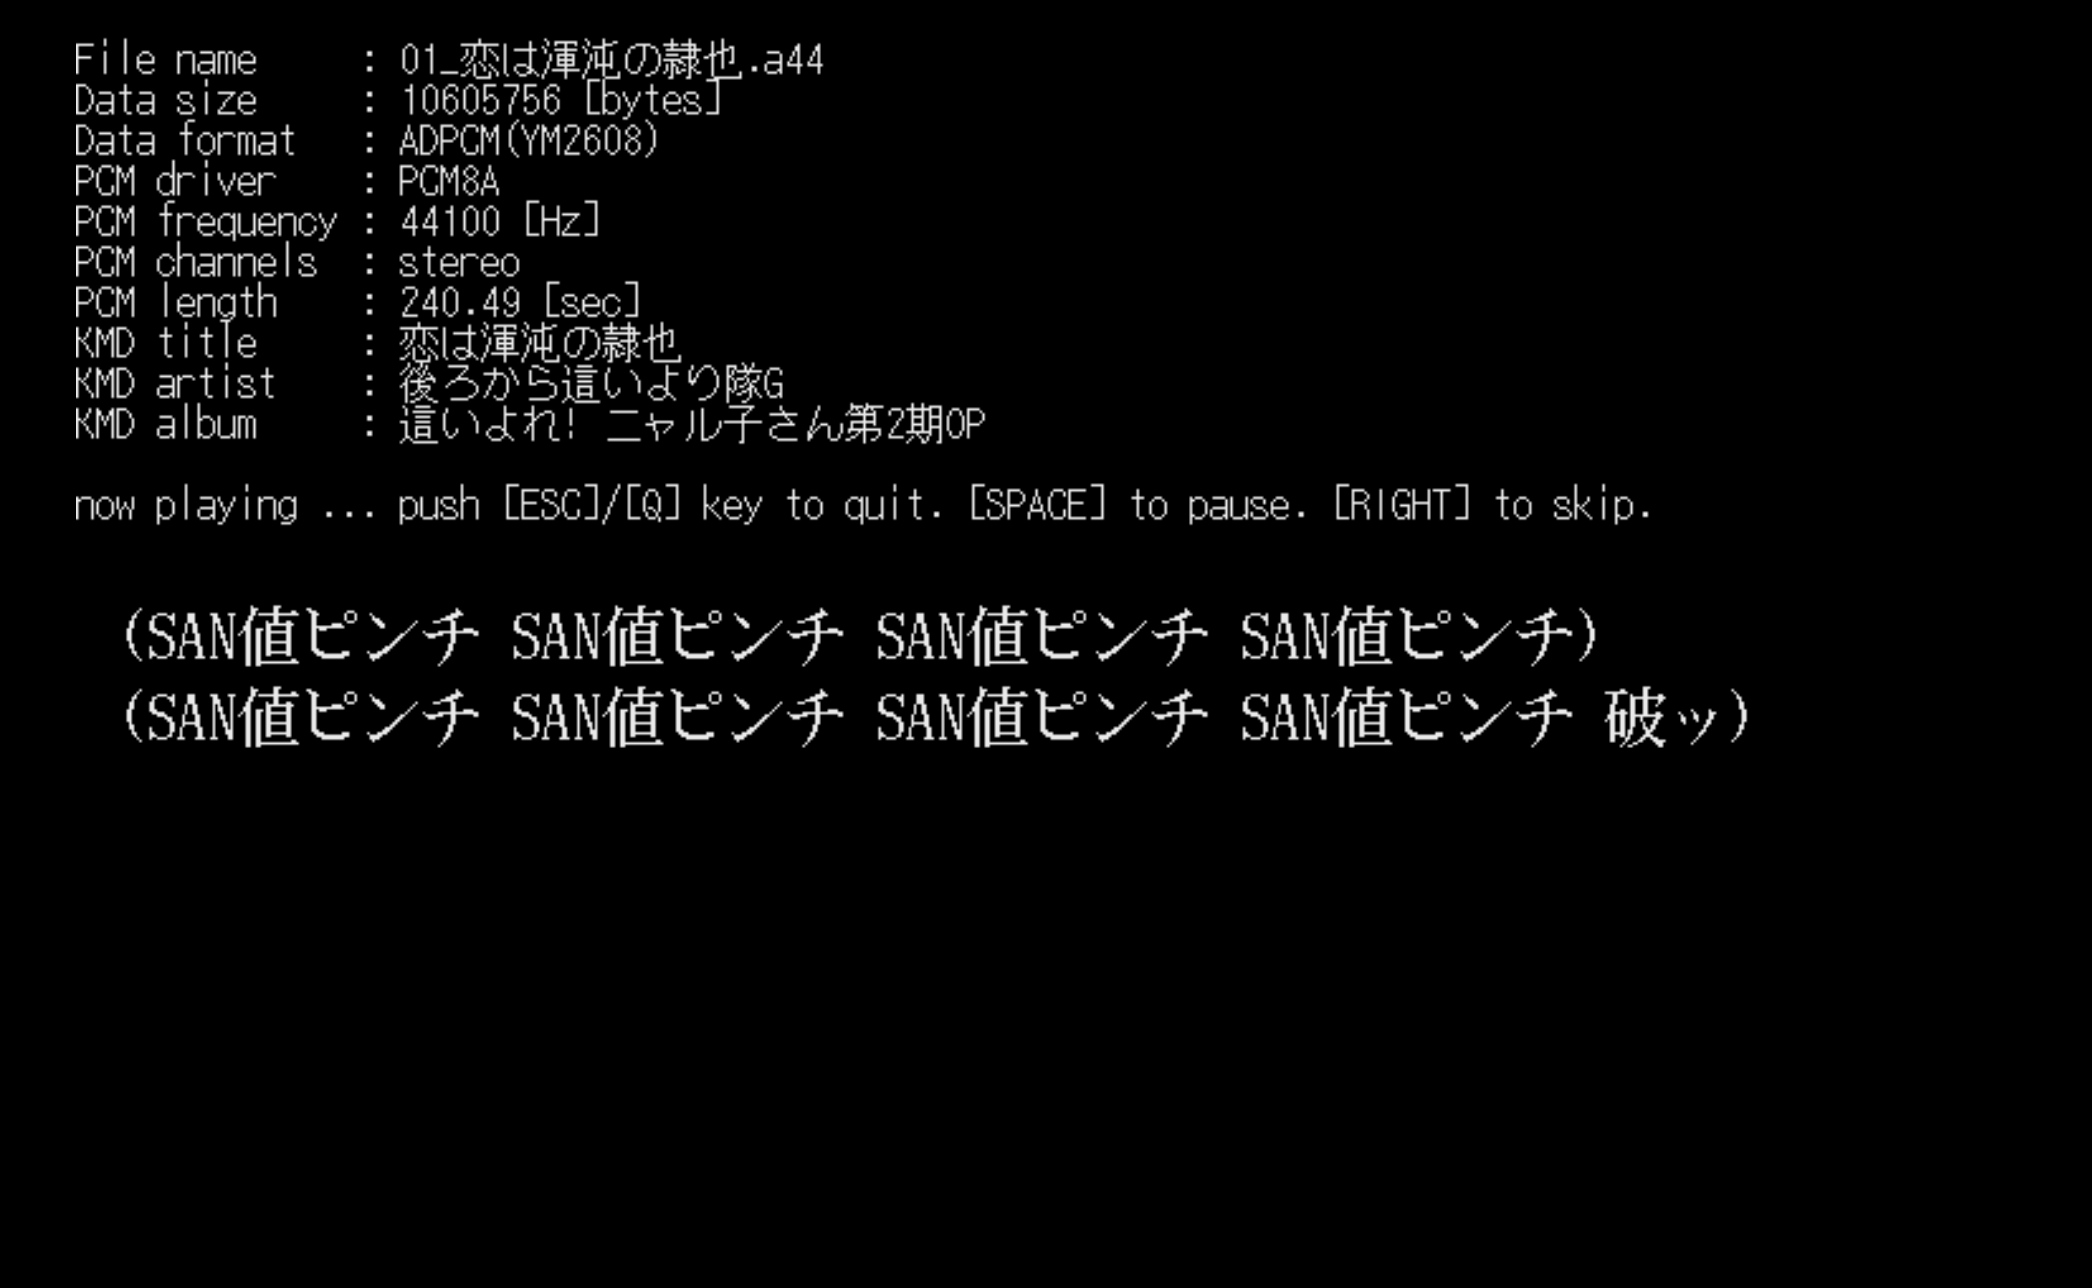 File name     : 01_恋は渾沌の隷也.a44
Data size     : 10605756 [bytes]
Data format   : ADPCM(YM2608)
PCM driver    : PCM8A
PCM frequency : 44100 [Hz]
PCM channels  : stereo
PCM length    : 240.49 [sec]
KMD title     : 恋は渾沌の隷也
KMD artist    : 後ろから這いより隊G
KMD album     : 這いよれ! ニャル子さん第2期OP
now playing ... push [ESC]/[Q] key to quit. [SPACE] to pause. [RIGHT] to skip.
(SAN値ピンチ SAN値ピンチ SAN値ピンチ SAN値ピンチ)
(SAN値ピンチ SAN値ピンチ SAN値ピンチ SAN値ピンチ 破ッ)